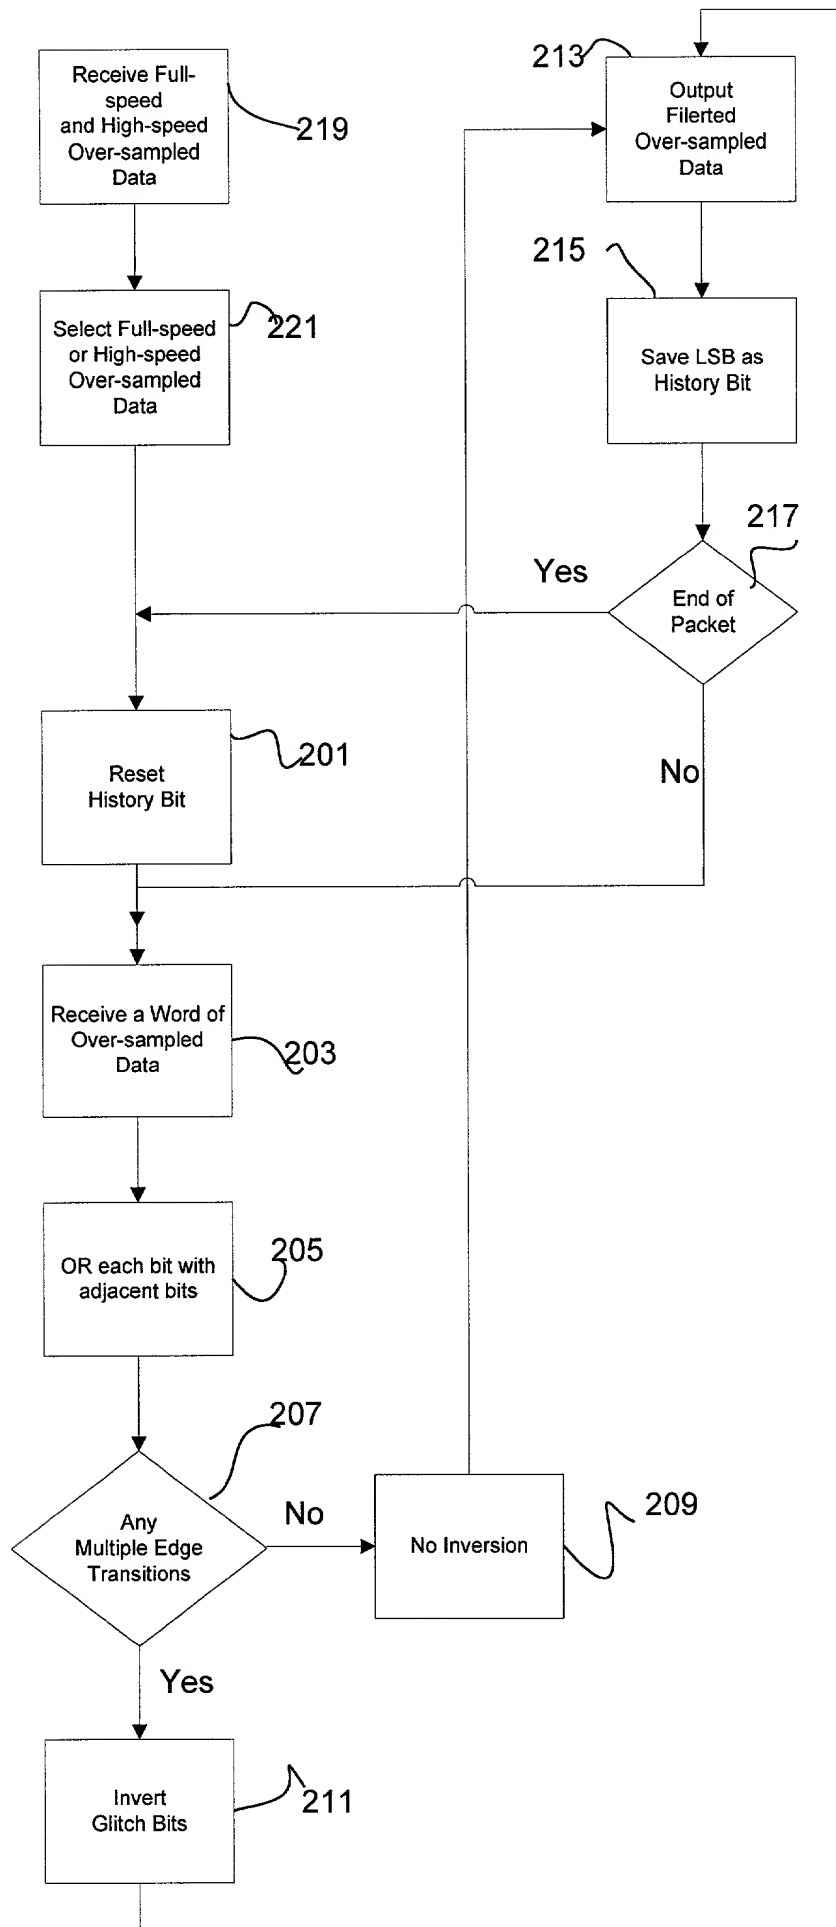 Receive Full-
speed
and High-speed
Over-sampled
Data
219
Select Full-speed
or High-speed
Over-sampled
Data
221
213
Output
Filerted
Over-sampled
Data
215
Save LSB as
History Bit
217
End of
Packet
Yes
No
Reset
History Bit
201
Receive a Word of
Over-sampled
Data
203
OR each bit with
adjacent bits
205
207
Any
Multiple Edge
Transitions
No
No Inversion
209
Yes
Invert
Glitch Bits
211